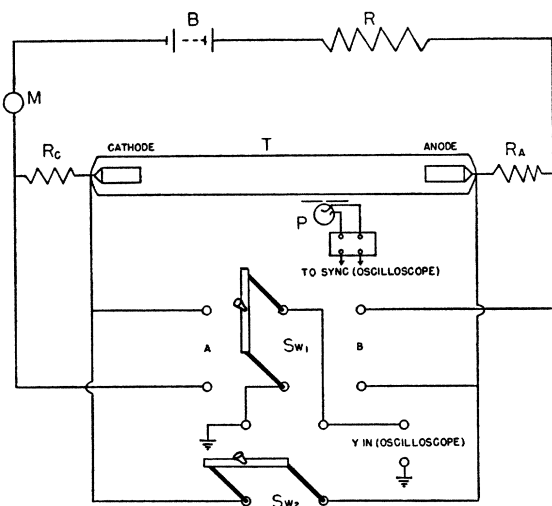 B
R
M
RC
CATHODE
T
ANODE
RA
P
TO SYNC (OSCILLOSCOPE)
A
SW1
B
Y IN (OSCILLOSCOPE)
SW2